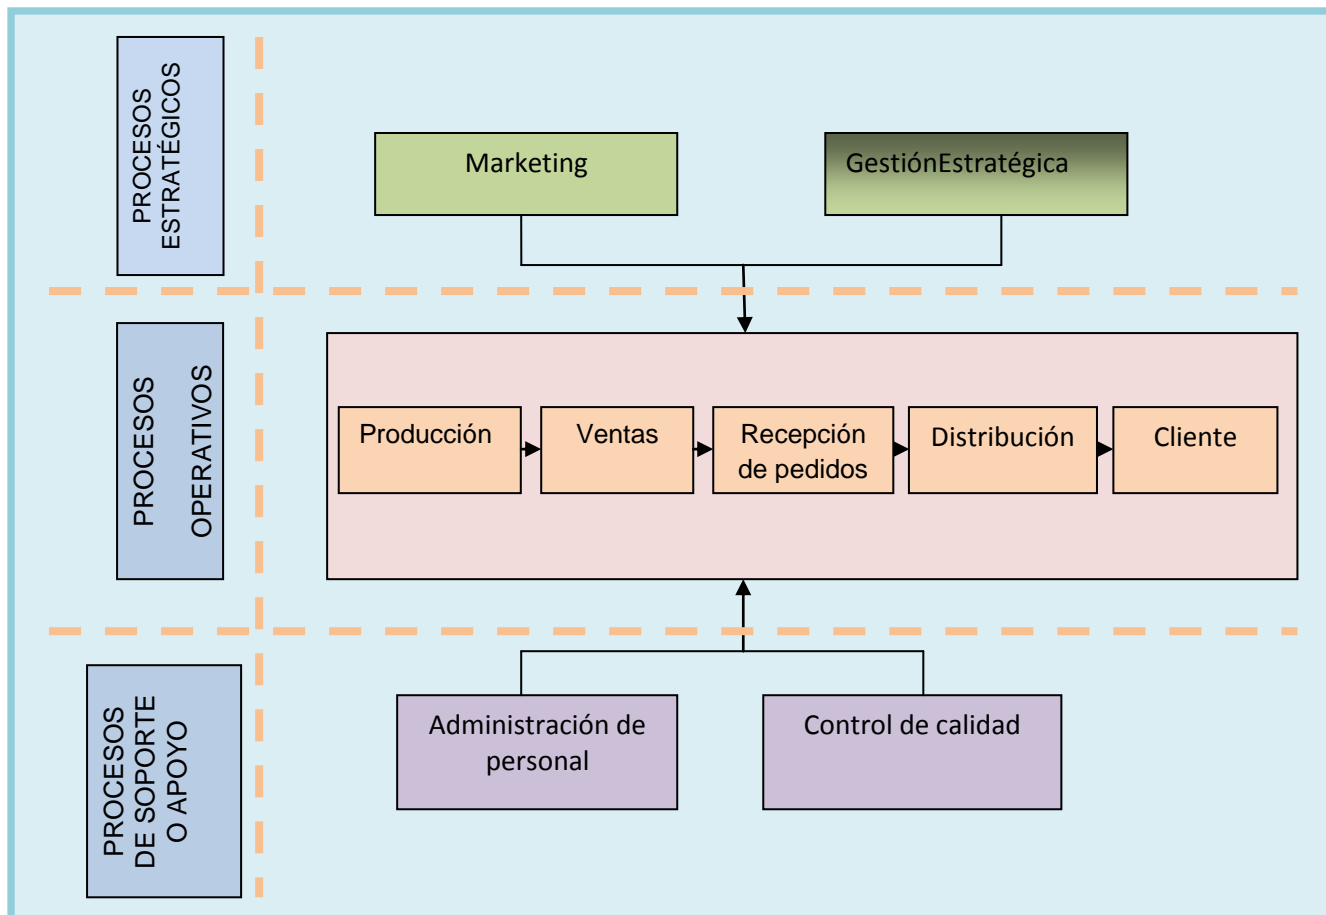 PROCESOS
ESTRATÉGICOS
Marketing
GestiónEstratégica
PROCESOS
OPERATIVOS
Producción
Ventas
Recepción
de pedidos
Distribución
Cliente
PROCESOS
DE SOPORTE
O APOYO
Administración de
personal
Control de calidad